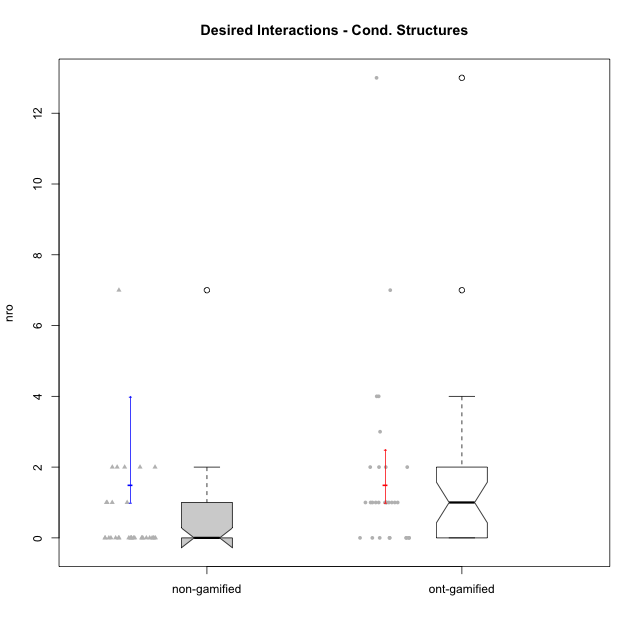 Desired Interactions - Cond. Structures
nro
12
10
8
6
4
2
0
non-gamified
ont-gamified